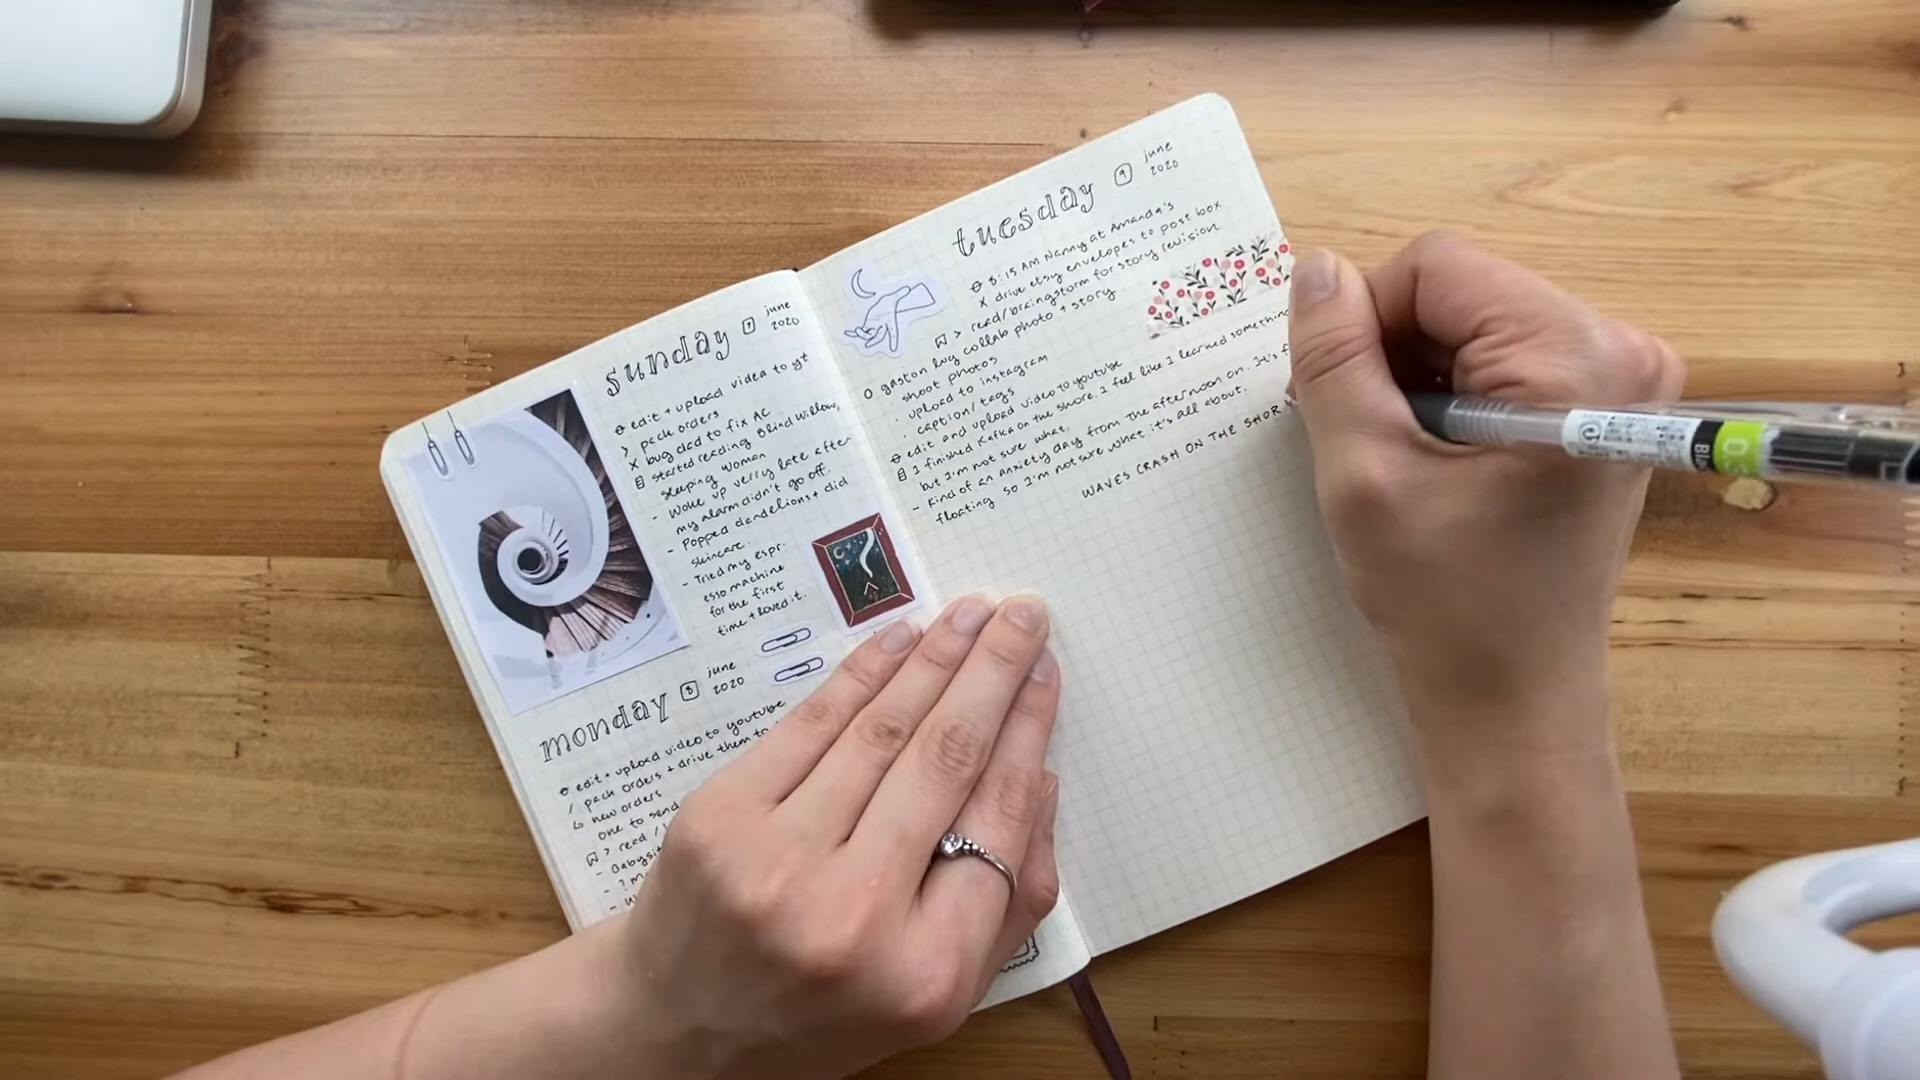 sunday 7 june
2020
ɵ edit + upload video to yt
> pack orders
x bug dad to fix AC
started reading Blind Willow,
sleeping woman
- Woke up verry late after
my alarm didn't go off.
- Popped dandelions + did
skincare.
- Tried my espr-
esso machine
for the first
time + loved it.
monday 8 june
2020
ɵ edit + upload video to youtube
/ pack orders + drive them to
↳ new orders
one to send
> read /
- Babysit
- ? M
- W
tuesday 9 june
2020
ɵ 8:15 AM Nanny at Amanda's
x drive etsy envelopes to post box
> read/brainstorm for story revision
O gaston luga collab photo + story
· shoot photos
· upload to instagram
· caption/tags
ɵ edit and upload video to youtube
I finished Kafka on the shore. I feel like I learned something
but I'm not sure what.
- Kind of an anxiety day from the afternoon on. It's f
floating so I'm not sure what it's all about.
WAVES CRASH ON THE SHOR
0.